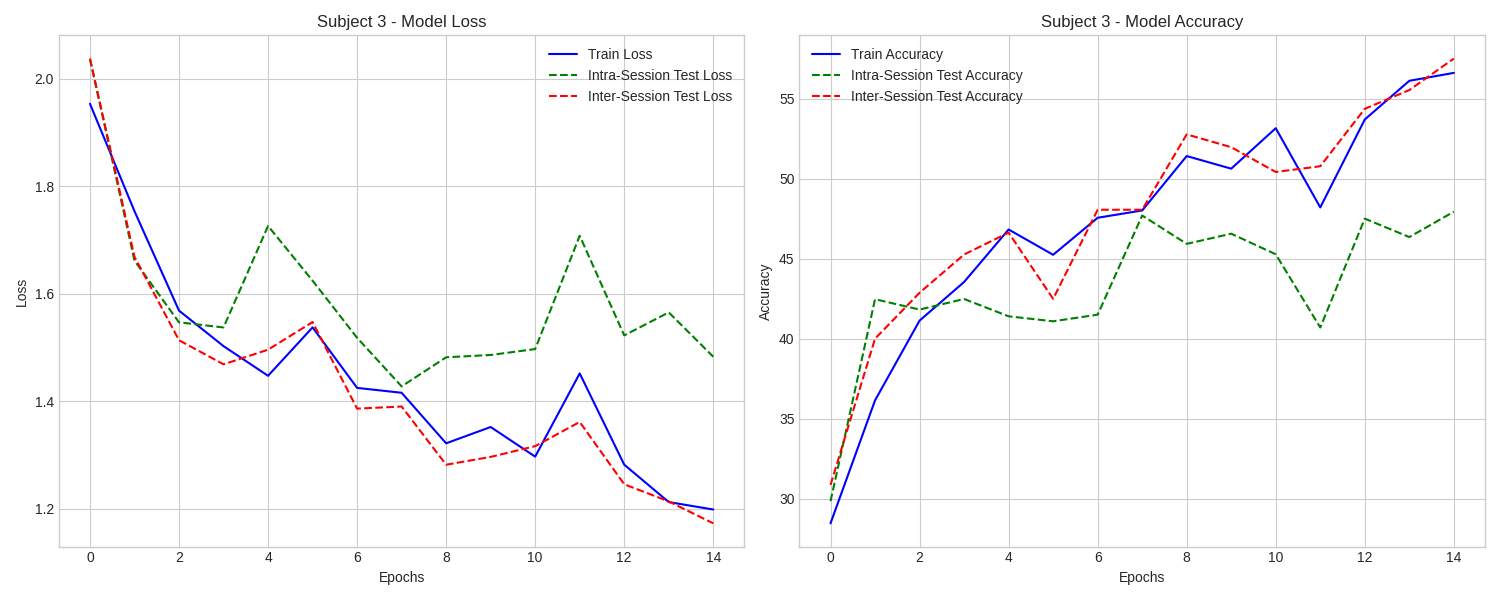 Subject 3 - Model Loss
Train Loss
Intra-Session Test Loss
Inter-Session Test Loss
2.0
1.8
1.6
1.4
1.2
Loss
0 2 4 6 8 10 12 14
Epochs
Subject 3 - Model Accuracy
Train Accuracy
Intra-Session Test Accuracy
Inter-Session Test Accuracy
55
50
45
40
35
30
Accuracy
0 2 4 6 8 10 12 14
Epochs